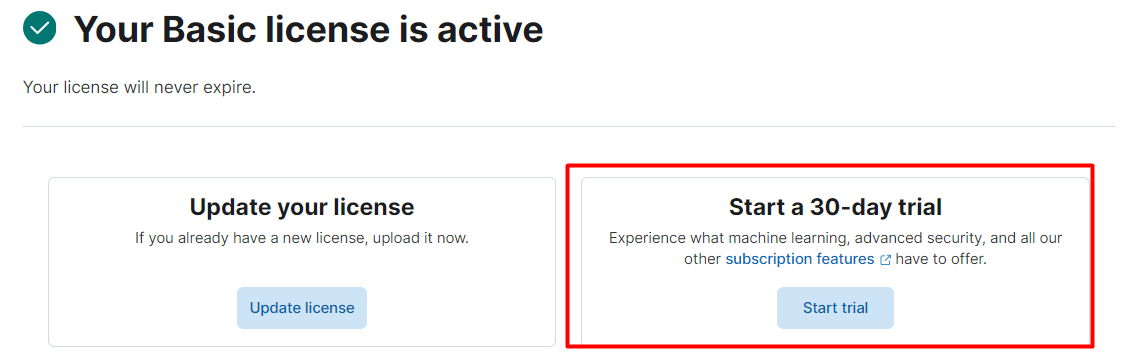 Your Basic license is active
Your license will never expire.
Update your license
If you already have a new license, upload it now.
Update license
Start a 30-day trial
Experience what machine learning, advanced security, and all our
other subscription features have to offer.
Start trial